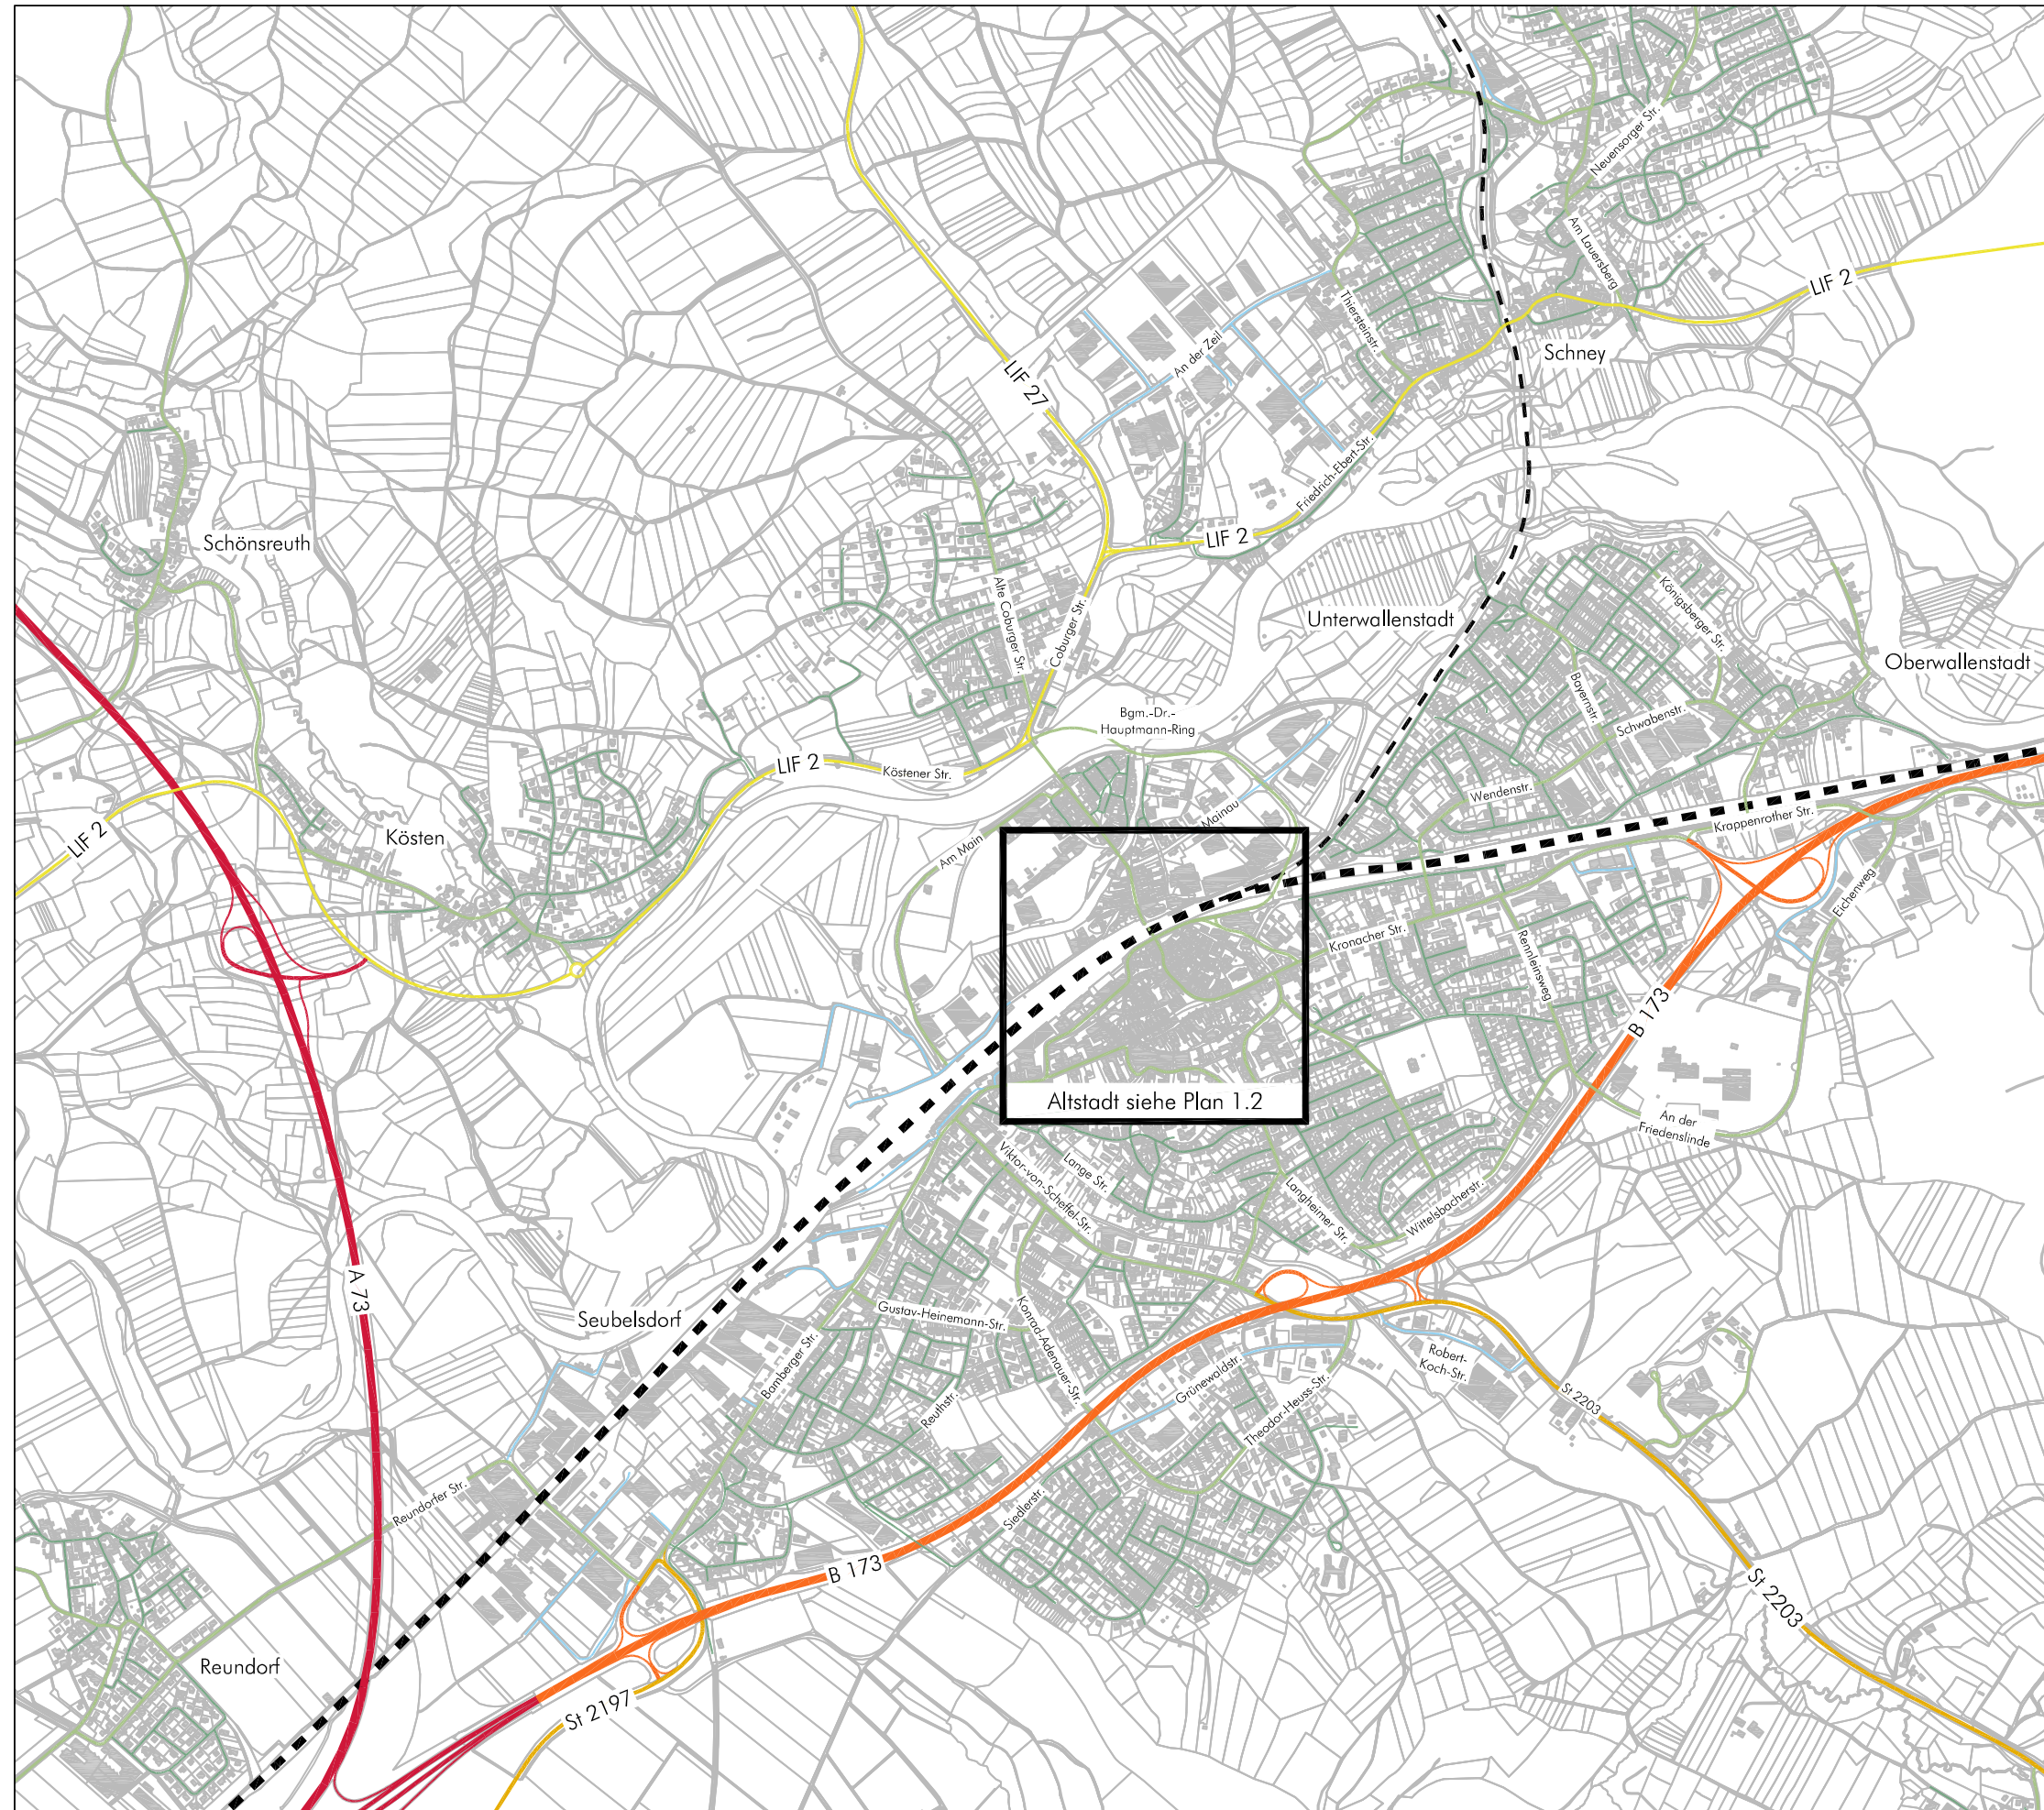 Neuensorger Str.
Am Lauersberg
LIF 2
Thiersteinstr.
An der Zeil
Schney
LIF 27
Friedrich-Ebert-Str.
LIF 2
Schönsreuth
Alte Coburger Str.
Coburger Str.
Unterwallenstadt
Königsberger Str.
Oberwallenstadt
Bayernstr.
Schwabenstr.
Bgm.-Dr.-
Hauptmann-Ring
LIF 2
Köstener Str.
Wendenstr.
Mainau
Krappenrother Str.
LIF 2
Kösten
Am Main
Eichenweg
Kronacher Str.
Rennleinsweg
B 173
Altstadt siehe Plan 1.2
An der
Friedenslinde
Viktor-von-Scheffel-Str.
Lange Str.
Langheimer Str.
Wittelsbacherstr.
A 73
Seubelsdorf
Gustav-Heinemann-Str.
Konrad-Adenauer-Str.
Bamberger Str.
Robert-
Koch-Str.
Grünewaldstr.
St 2203
Reuthstr.
Theodor-Heuss-Str.
Reundorfer Str.
Siedlerstr.
B 173
St 2203
Reundorf
St 2197